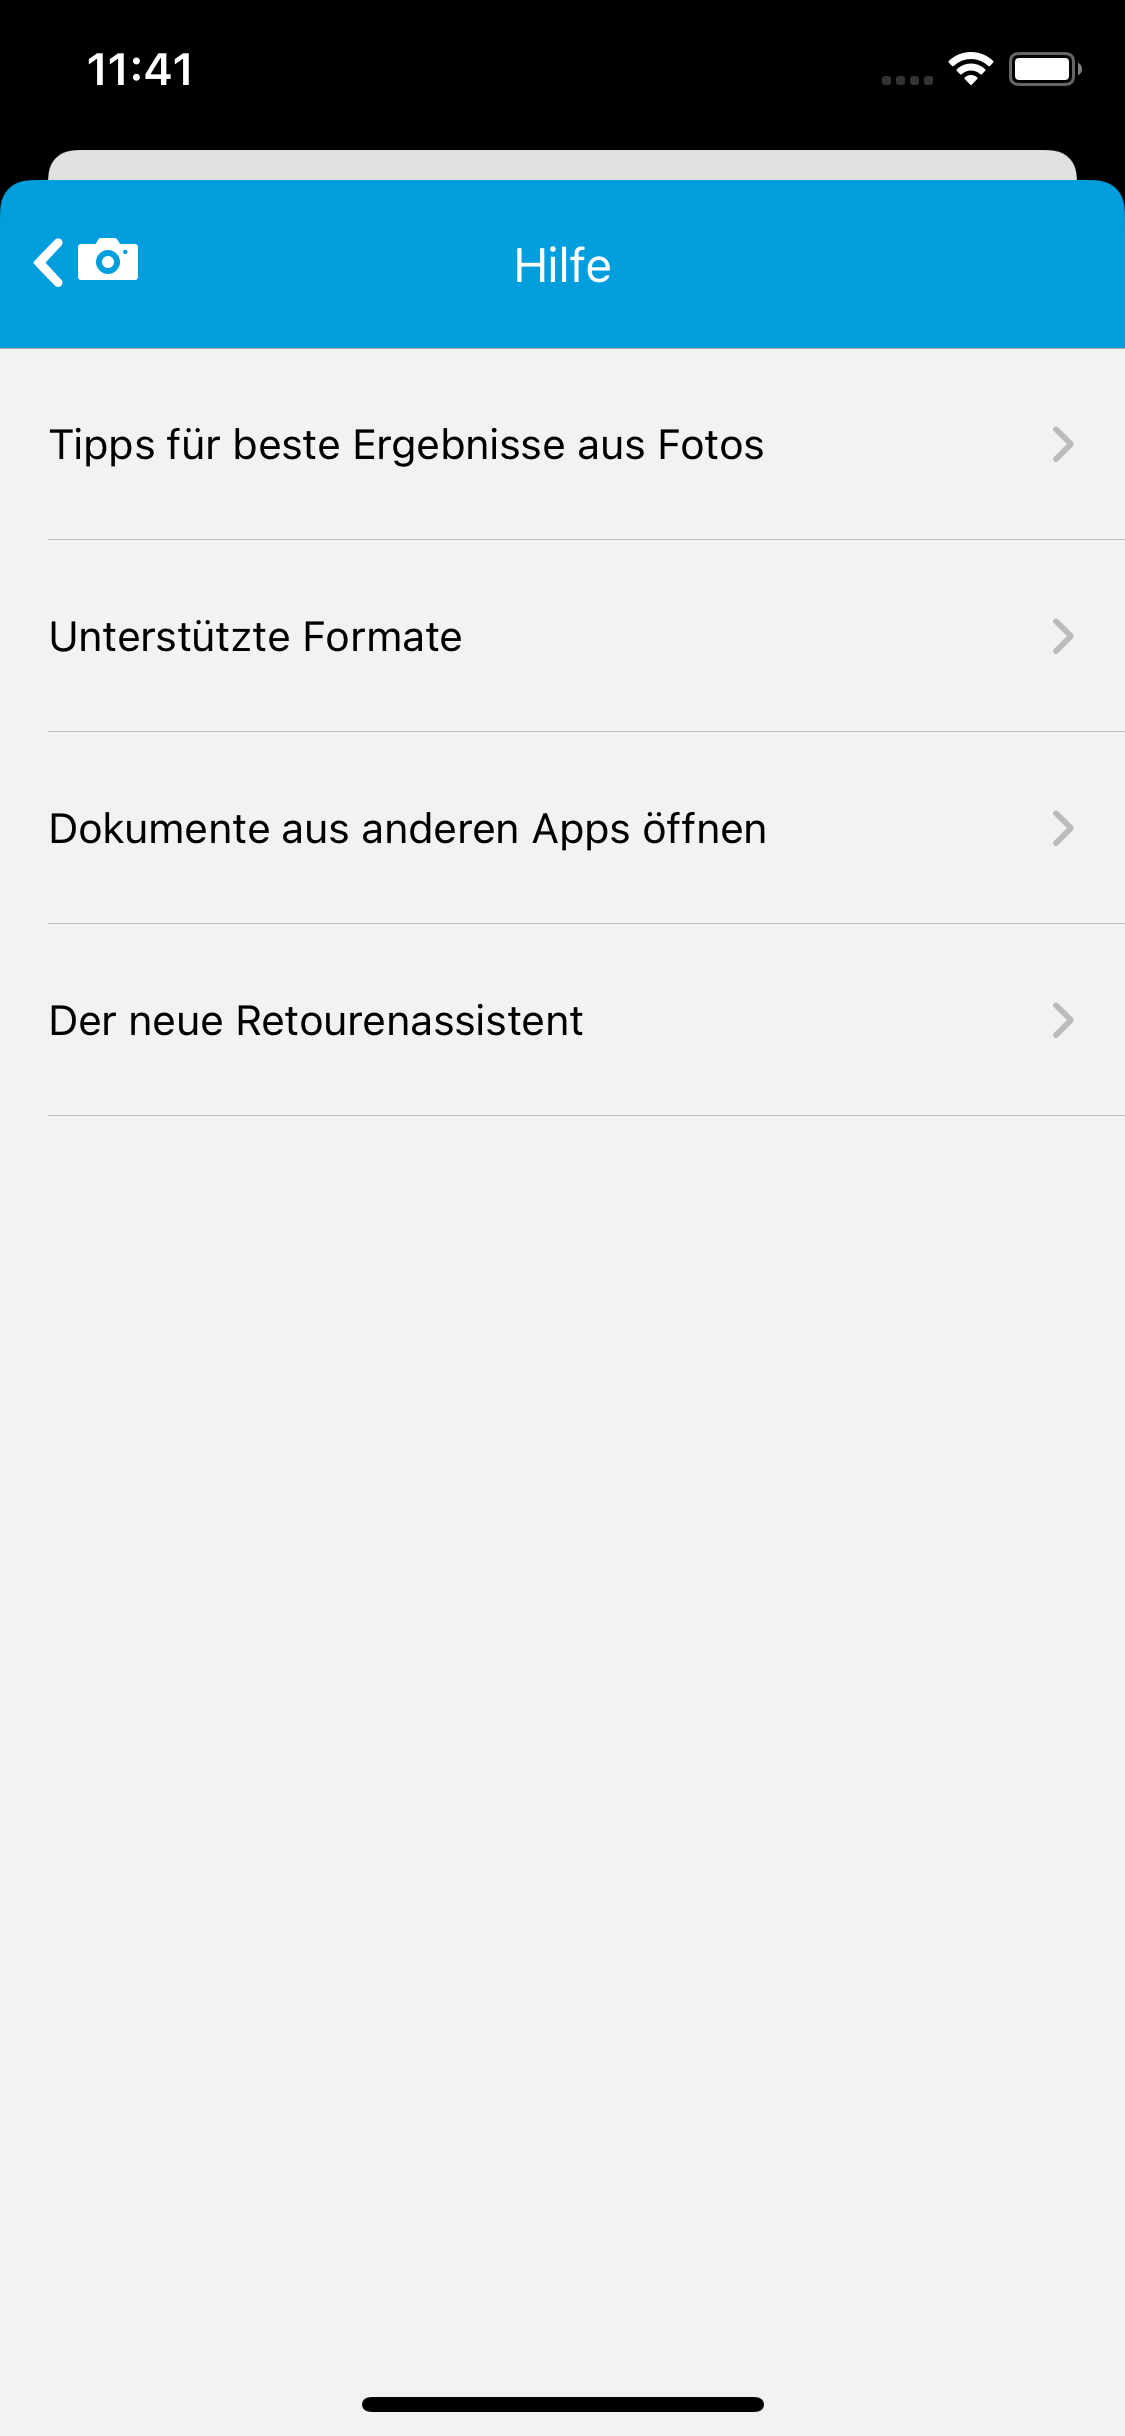 11:41
Hilfe
Tipps für beste Ergebnisse aus Fotos
Unterstützte Formate
Dokumente aus anderen Apps öffnen
Der neue Retourenassistent